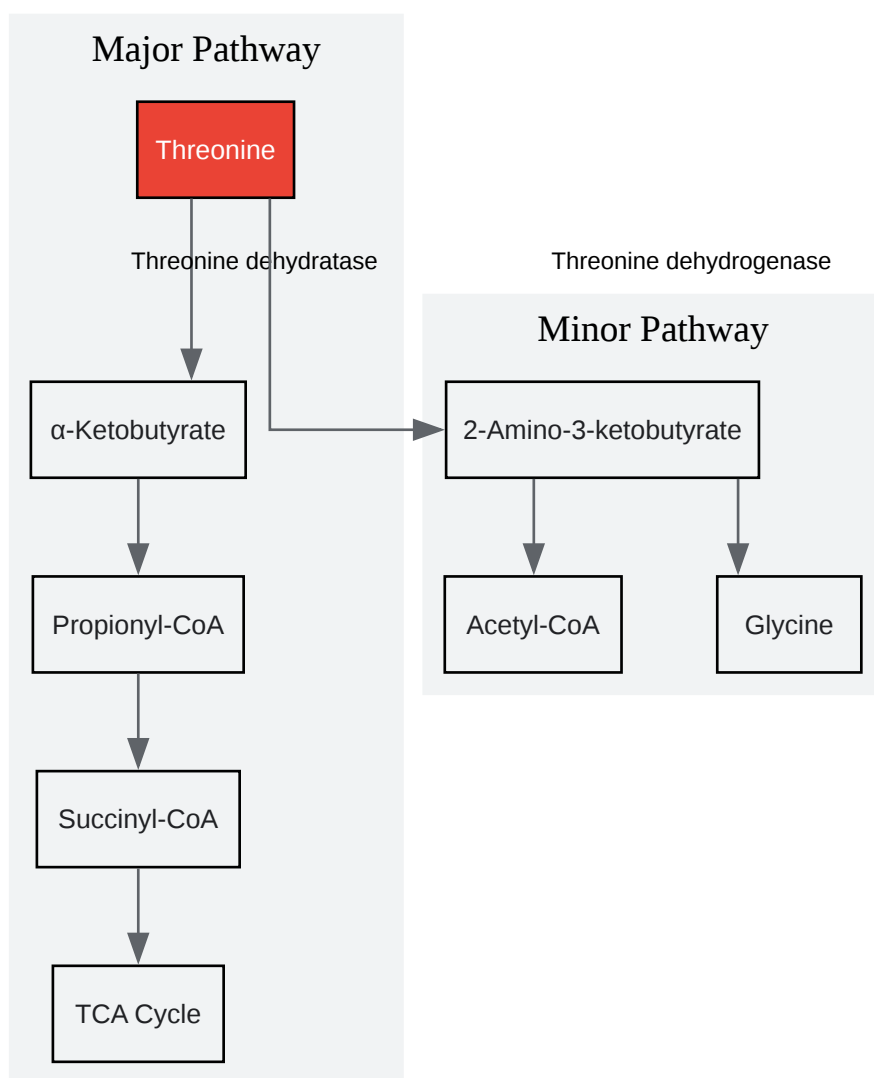 Major Pathway
Threonine
Threonine dehydratase
Threonine dehydrogenase
Minor Pathway
α-Ketobutyrate
2-Amino-3-ketobutyrate
Propionyl-CoA
Acetyl-CoA
Glycine
Succinyl-CoA
TCA Cycle